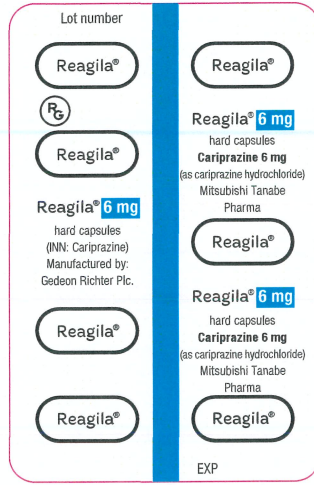 Lot number
Reagila®
RG
Reagila®
Reagila® 6 mg
hard capsules
(INN: Cariprazine)
Manufactured by:
Gedeon Richter Plc.
Reagila®
Reagila®
Reagila®
Reagila® 6 mg
hard capsules
Cariprazine 6 mg
(as cariprazine hydrochloride)
Mitsubishi Tanabe
Pharma
Reagila®
Reagila® 6 mg
hard capsules
Cariprazine 6 mg
(as cariprazine hydrochloride)
Mitsubishi Tanabe
Pharma
Reagila®
EXP